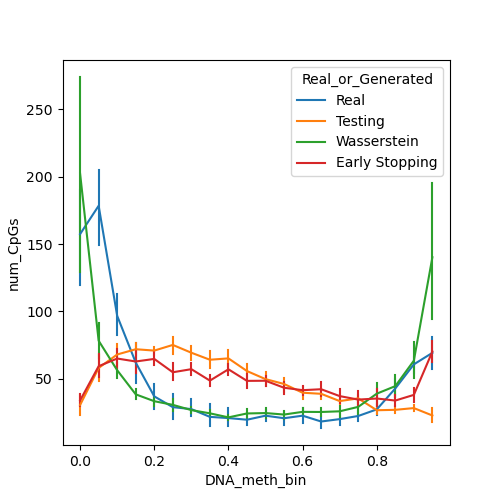 Real_or_Generated
Real
Testing
Wasserstein
Early Stopping
num_CpGs
250
200
150
100
50
0.0 0.2 0.4 0.6 0.8
DNA_meth_bin